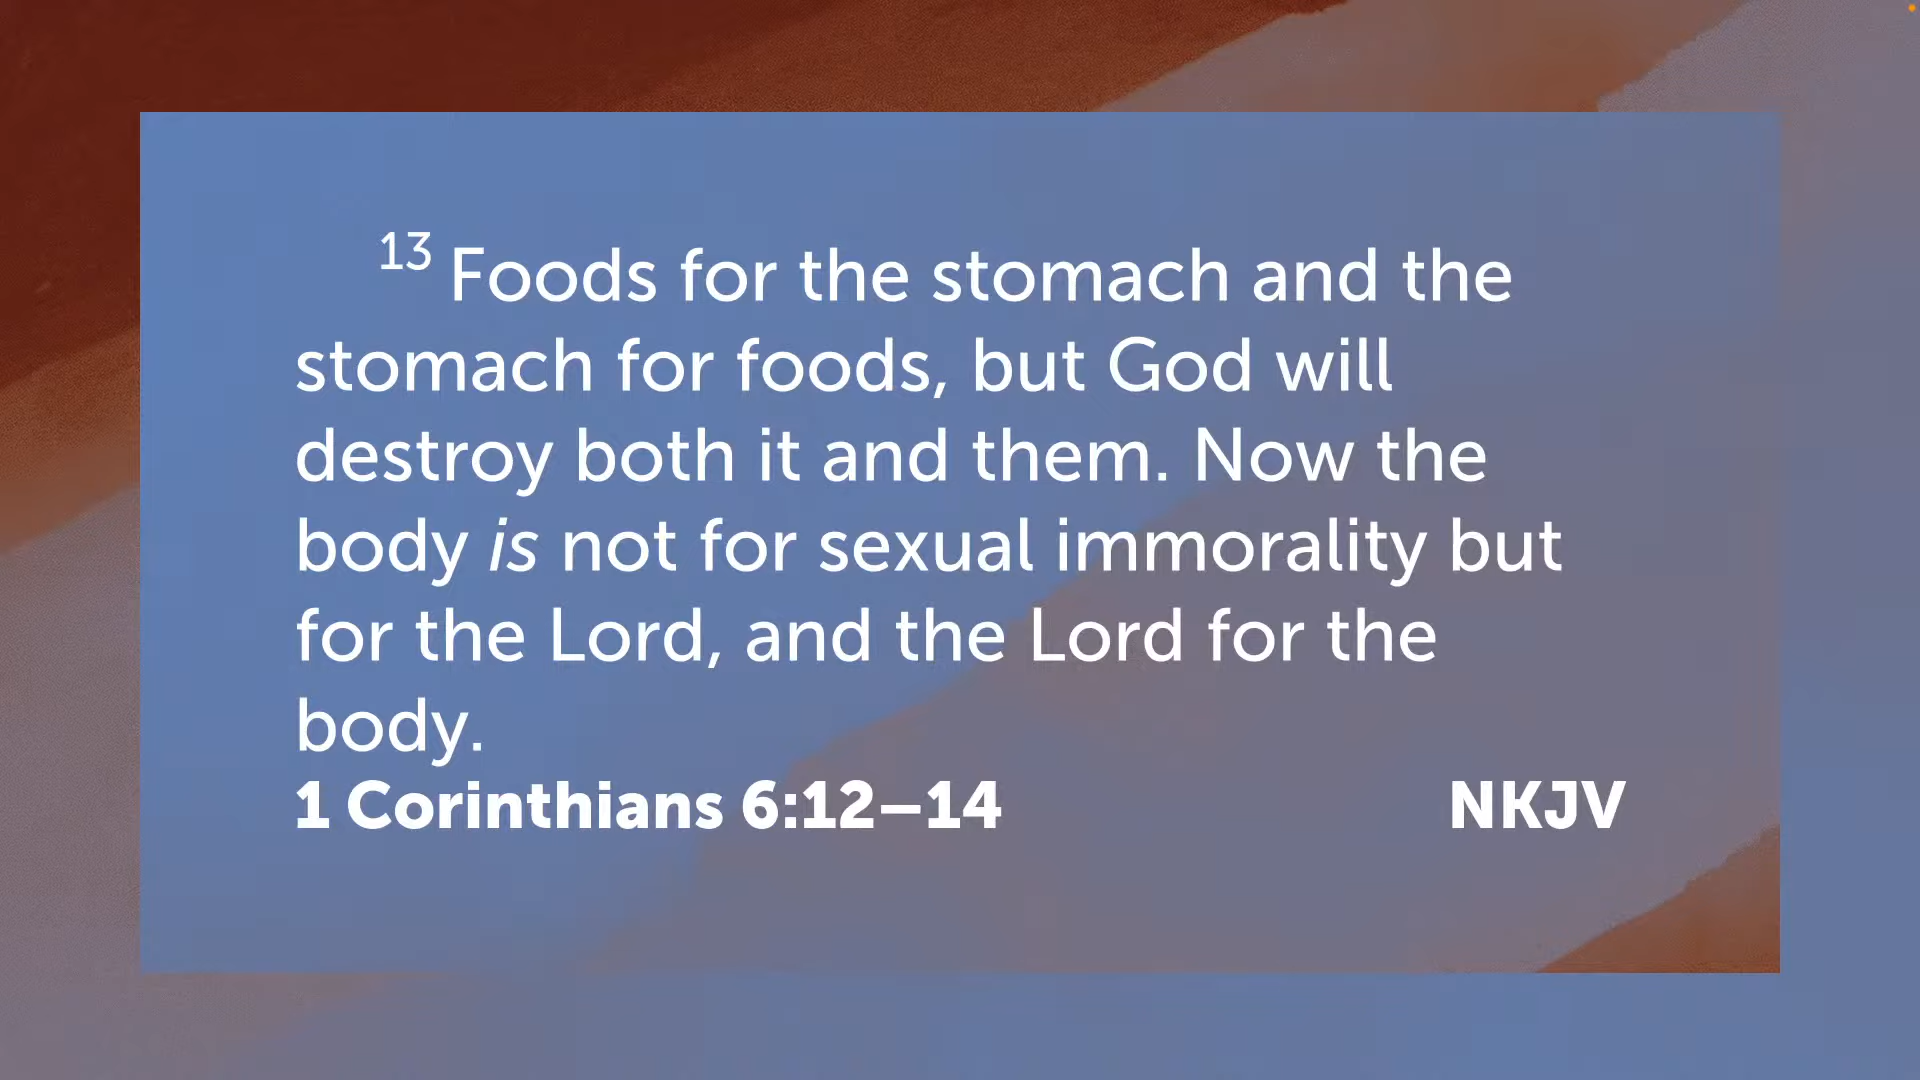 13 Foods for the stomach and the
stomach for foods, but God will
destroy both it and them. Now the
body is not for sexual immorality but
for the Lord, and the Lord for the
body.
1 Corinthians 6:12–14 NKJV